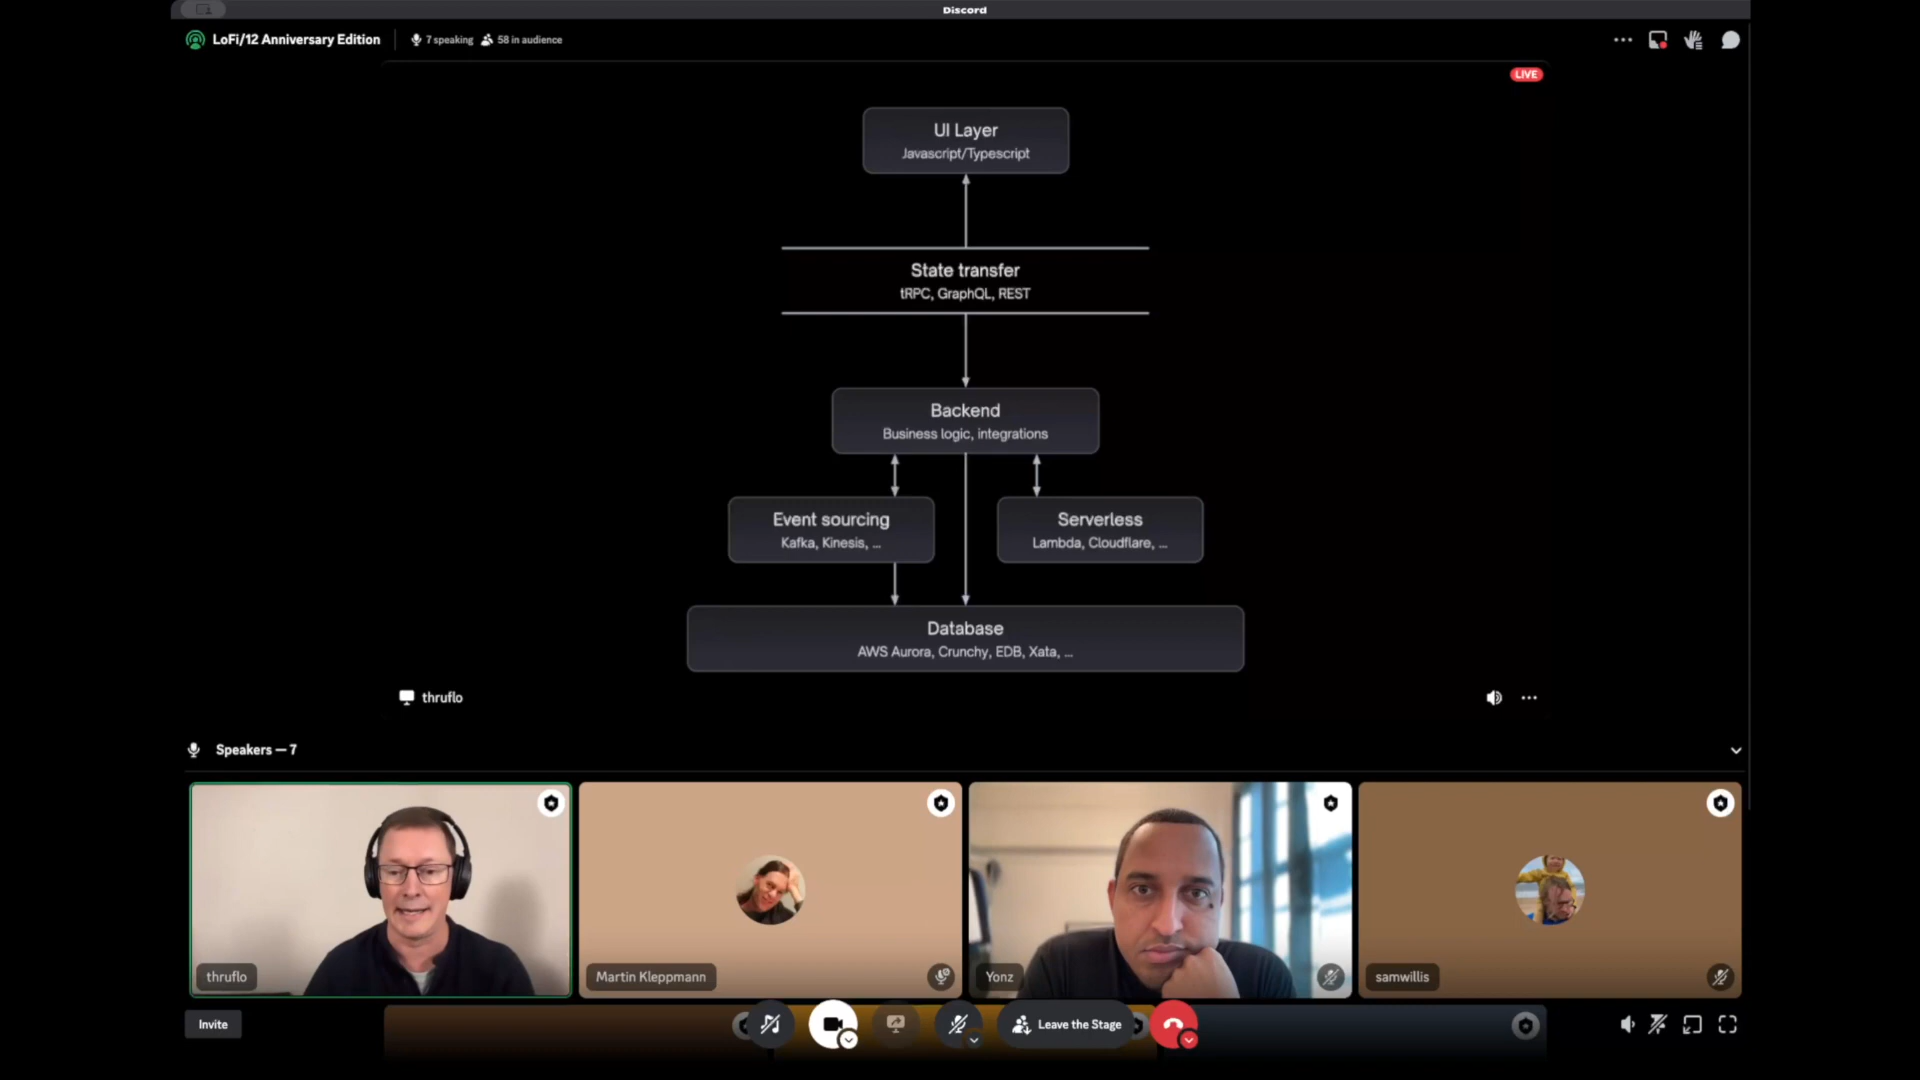 Discord
LoFi/12 Anniversary Edition
7 speaking
58 in audience
LIVE
UI Layer
Javascript/Typescript
State transfer
tRPC, GraphQL, REST
Backend
Business logic, integrations
Event sourcing
Kafka, Kinesis, ...
Serverless
Lambda, Cloudflare, ...
Database
AWS Aurora, Crunchy, EDB, Xata, ...
thruflo
Speakers — 7
thruflo
Martin Kleppmann
Yonz
samwillis
Invite
Leave the Stage